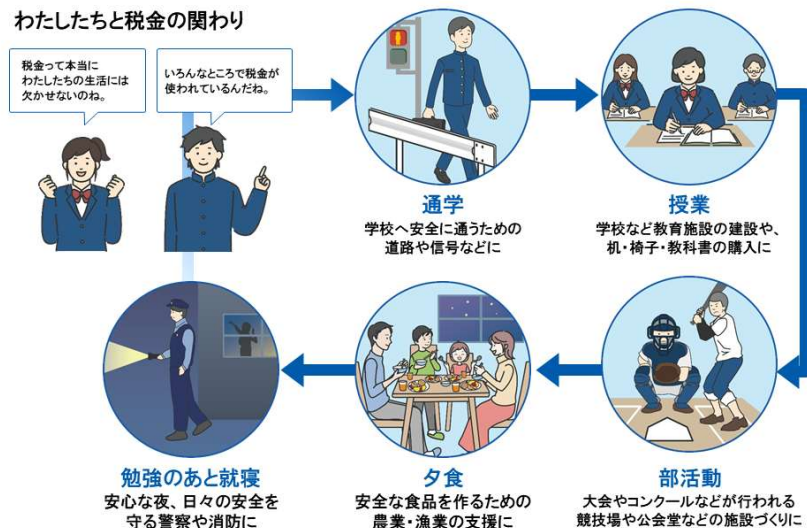 わたしたちと税金の関わり
税金って本当に
わたしたちの生活には
欠かせないのね。
いろんなところで税金が
使われているんだね。
通学
学校へ安全に通うための
道路や信号などに
授業
学校など教育施設の建設や、
机・椅子・教科書の購入に
部活動
大会やコンクールなどが行われる
競技場や公会堂などの施設づくりに
夕食
安全な食品を作るための
農業・漁業の支援に
勉強のあと就寝
安心な夜、日々の安全を
守る警察や消防に